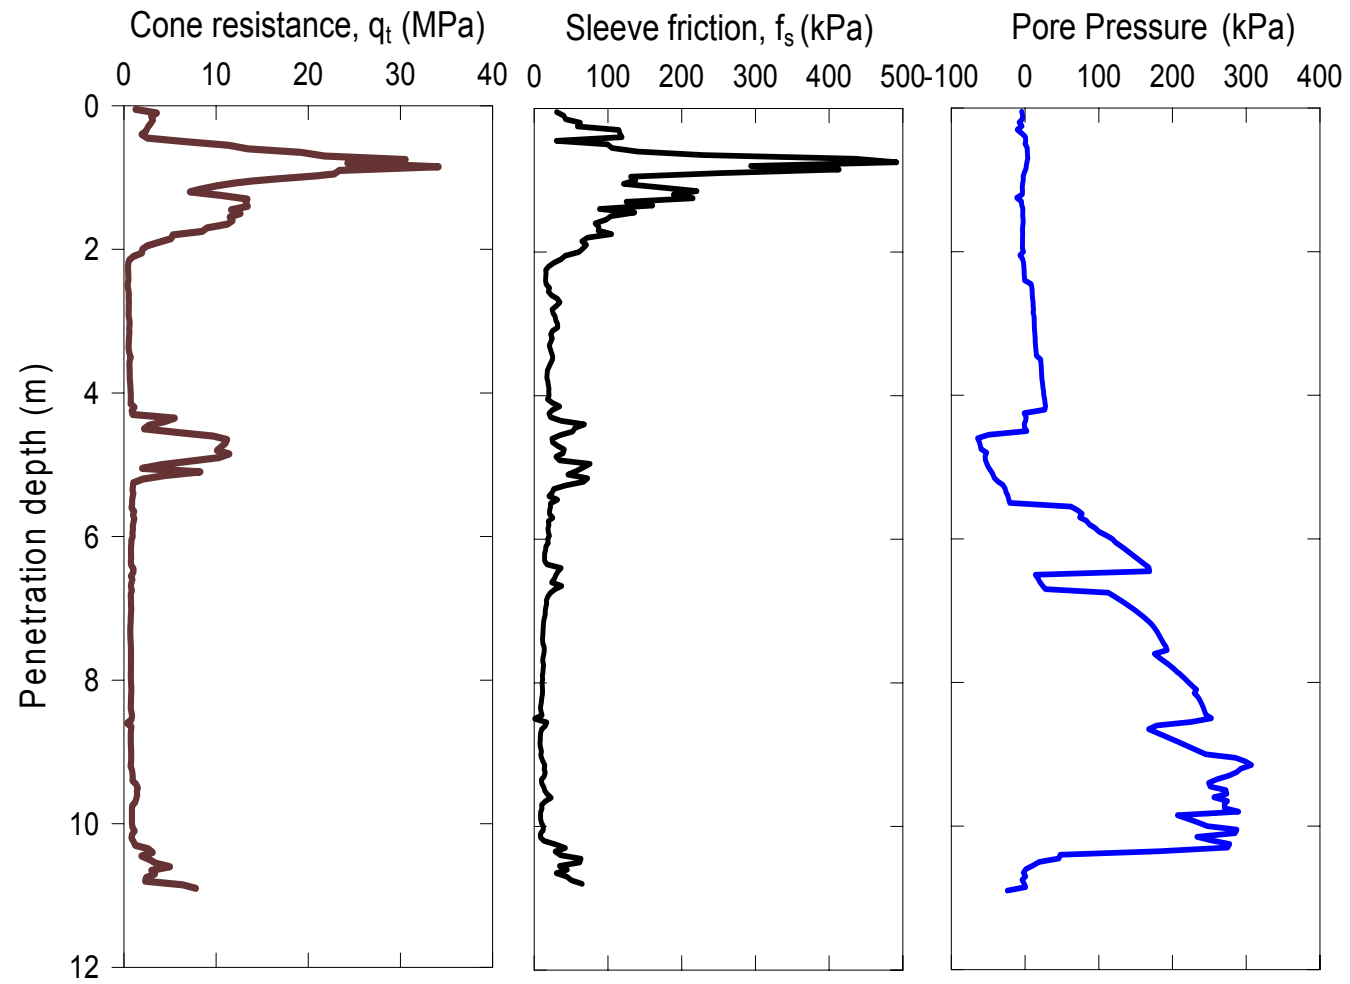 Cone resistance, qt (MPa)
Sleeve friction, fs (kPa)
Pore Pressure (kPa)
0 10 20 30 40
0 100 200 300 400 500
-100 0 100 200 300 400
Penetration depth (m)
0
2
4
6
8
10
12